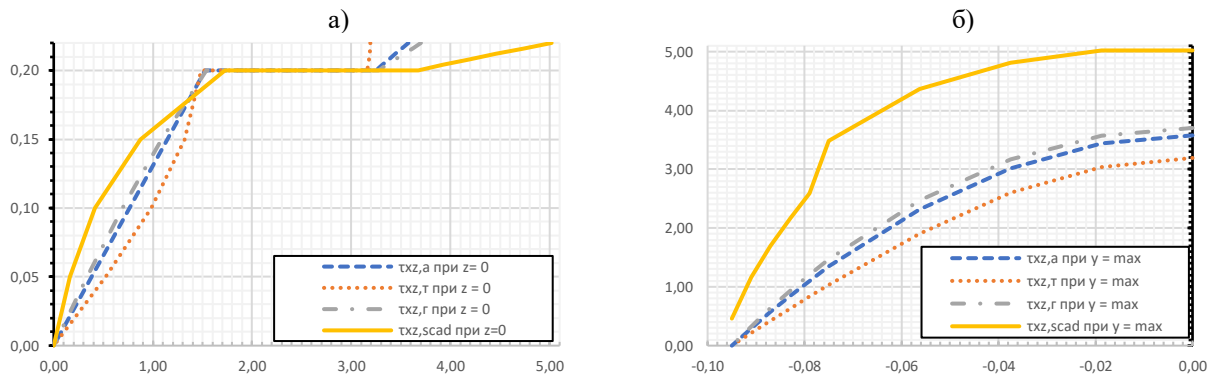 а)
0,20
0,15
0,10
0,05
0,00
0,00 1,00 2,00 3,00 4,00 5,00
τxz,а при z= 0
τxz,т при z = 0
τxz,г при z = 0
τxz,scad при z=0
б)
5,00
4,00
3,00
2,00
1,00
0,00
-0,10 -0,08 -0,06 -0,04 -0,02 0,00
τxz,а при y = max
τxz,т при y = max
τxz,г при y = max
τxz,scad при y = max